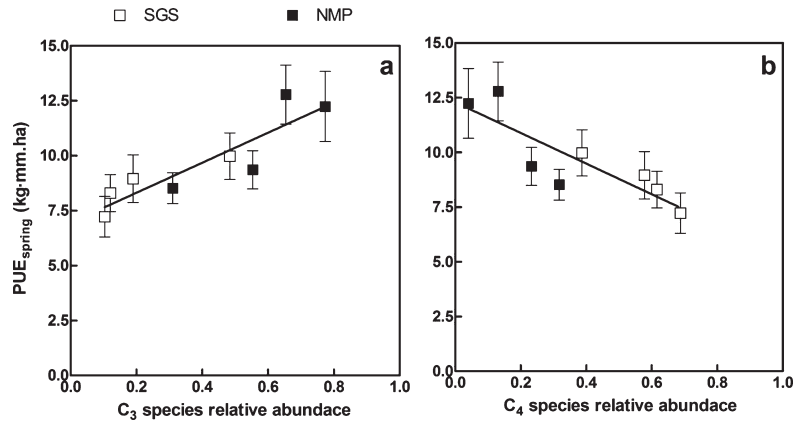 SGS NMP
a
15.0
12.5
10.0
7.5
5.0
2.5
0.0
0.0 0.2 0.4 0.6 0.8 1.0
PUEspring (kg·mm.ha)
C3 species relative abundace
b
15.0
12.5
10.0
7.5
5.0
2.5
0.0
0.0 0.2 0.4 0.6 0.8 1.0
C4 species relative abundace